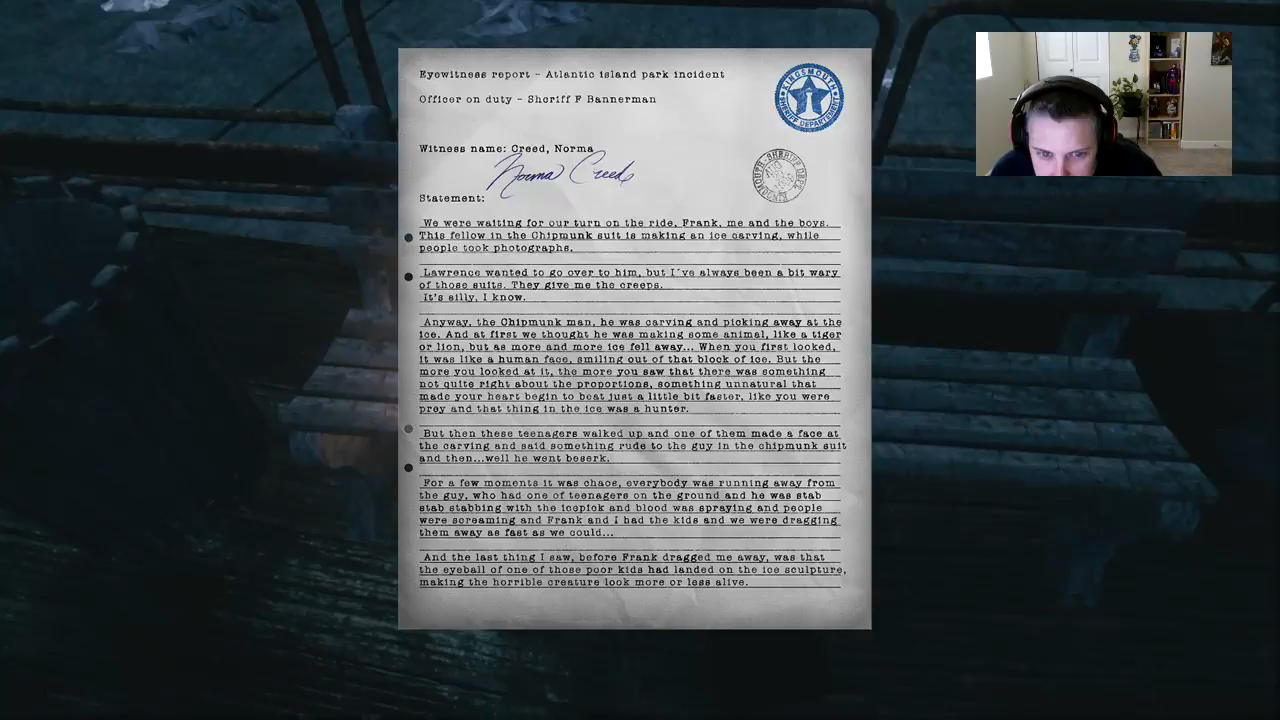 Eyewitness report - Atlantic island park incident
Officer on duty - Sheriff F Bannerman
KINGSMOUTH
SHERIFF DEPARTEMENT
Witness name: Creed, Norma
Norma Creed
KINGSMOUTH SHERIFF DEPT.
Statement:
We were waiting for our turn on the ride, Frank, me and the boys.
This fellow in the Chipmunk suit is making an ice carving, while
people took photographs.
Lawrence wanted to go over to him, but I´ve always been a bit wary
of those suits. They give me the creeps.
It's silly, I know.
Anyway, the Chipmunk man, he was carving and picking away at the
ice. And at first we thought he was making some animal, like a tiger
or lion, but as more and more ice fell away... When you first looked,
it was like a human face, smiling out of that block of ice. But the
more you looked at it, the more you saw that there was something
not quite right about the proportions, something unnatural that
made your heart begin to beat just a little bit faster, like you were
prey and that thing in the ice was a hunter.
But then these teenagers walked up and one of them made a face at
the carving and said something rude to the guy in the chipmunk suit
and then...well he went beserk.
For a few moments it was chaos, everybody was running away from
the guy, who had one of teenagers on the ground and he was stab
stab stabbing with the icepick and blood was spraying and people
were screaming and Frank and I had the kids and we were dragging
them away as fast as we could...
And the last thing I saw, before Frank dragged me away, was that
the eyeball of one of those poor kids had landed on the ice sculpture,
making the horrible creature look more or less alive.